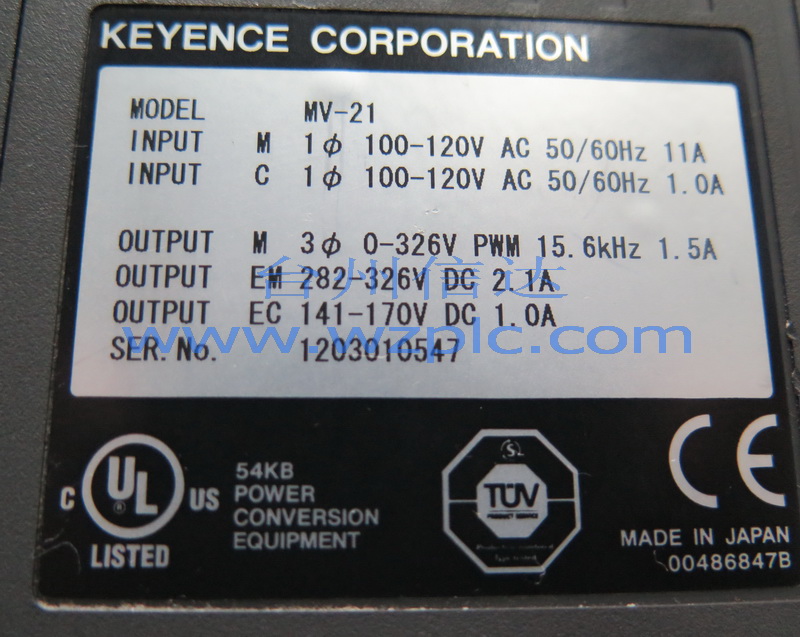 KEYENCE CORPORATION
MODEL MV-21
INPUT M 1φ 100-120V AC 50/60Hz 11A
INPUT C 1φ 100-120V AC 50/60Hz 1.0A
OUTPUT M 3φ 0-326V PWM 15.6kHz 1.5A
OUTPUT EM 282-326V DC 2.1A
台州信达
OUTPUT EC 141-170V DC 1.0A
www.wzplc.com
SER.No. 1203010547
C UL ® US
LISTED
54KB
POWER
CONVERSION
EQUIPMENT
S
TÜV
PRODUCT SERVICE
CE
MADE IN JAPAN
00486847B